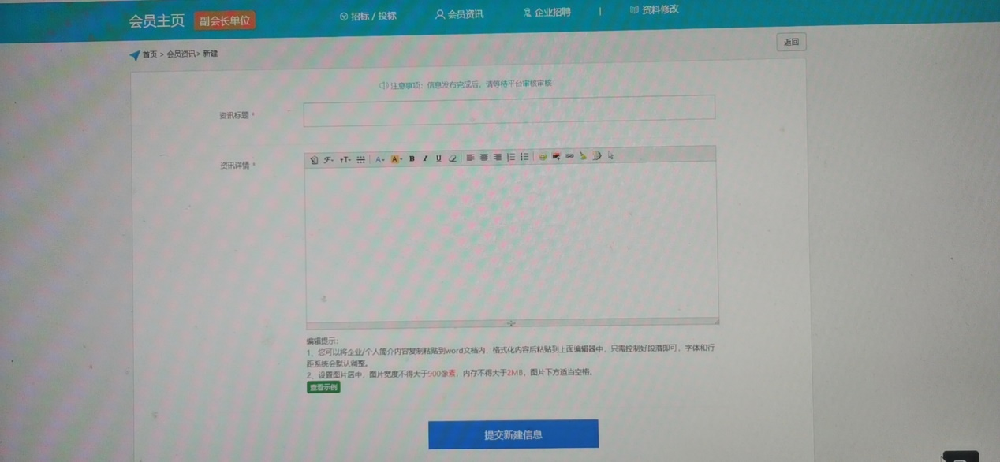 会员主页 副会长单位 招标 / 投标 会员资讯 企业招聘 | 资料修改
首页 > 会员资讯> 新建 返回
注意事项：信息发布完成后，请等待平台审核审核
资讯标题 *
资讯详情 *
编辑提示：
1、您可以将企业/个人简介内容复制粘贴到word文档内，格式化内容后粘贴到上面编辑器中，只需控制好段落即可，字体和行
距系统会默认调整。
2、设置图片居中，图片宽度不得大于900像素，内存不得大于2MB，图片下方适当空格。
查看示例
提交新建信息